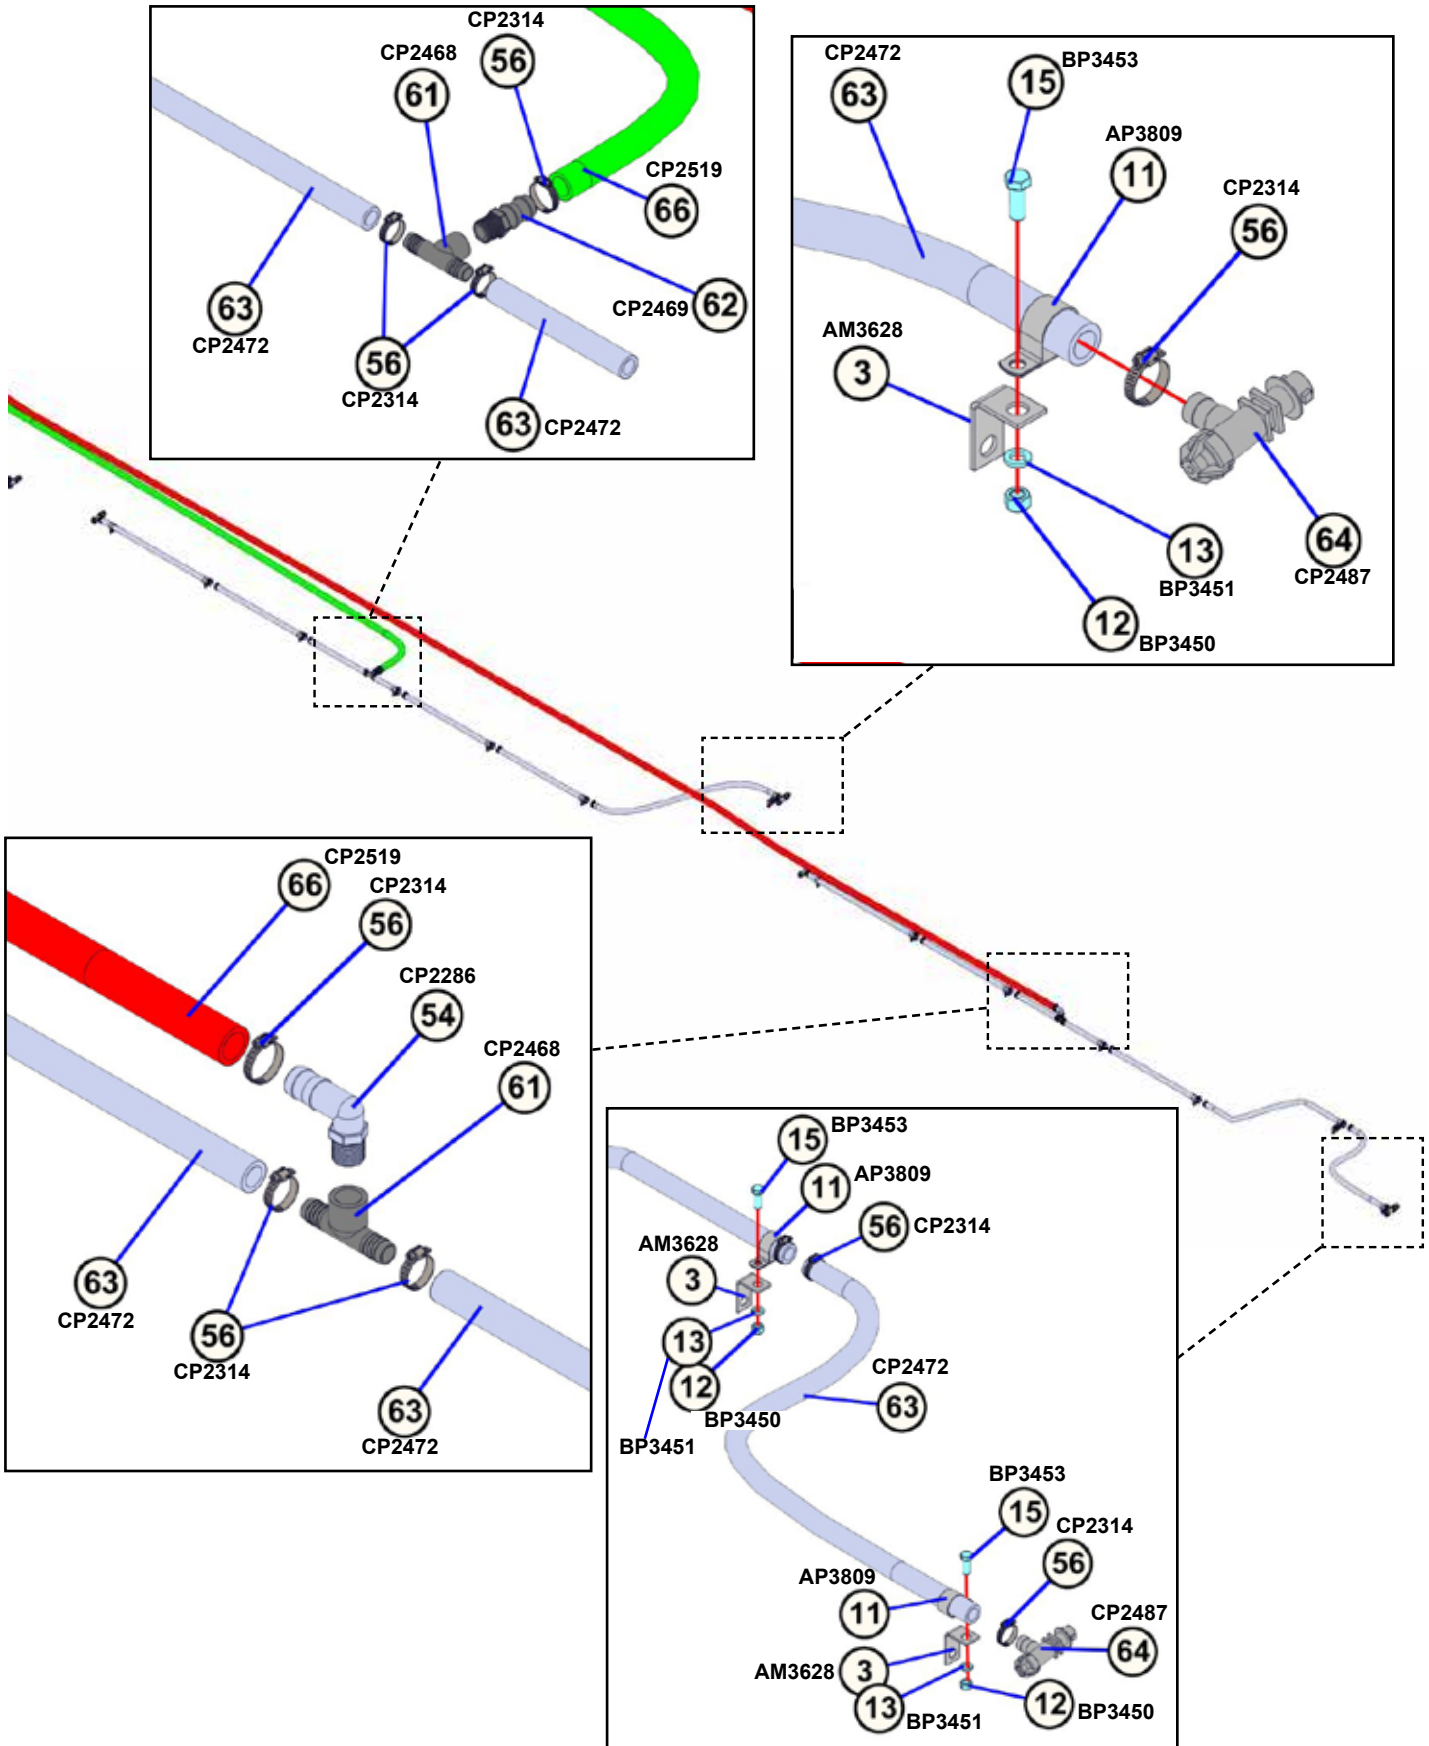 CP2314
56
CP2468
61
CP2519
66
63
CP2472
CP2469
62
56
CP2314
63
CP2472
CP2472
63
15
BP3453
AP3809
11
CP2314
56
AM3628
3
13
BP3451
64
CP2487
12
BP3450
CP2519
66
CP2314
56
CP2286
54
CP2468
61
63
CP2472
56
CP2314
63
CP2472
15
BP3453
11
AP3809
56
CP2314
AM3628
3
13
12
BP3450
BP3451
CP2472
63
BP3453
15
CP2314
56
AP3809
11
CP2487
64
AM3628
3
13
BP3451
12
BP3450